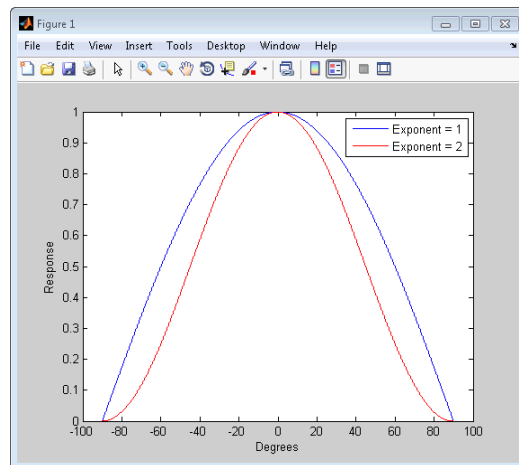 Figure 1
File Edit View Insert Tools Desktop Window Help
Exponent = 1
Exponent = 2
1
0.9
0.8
0.7
0.6
0.5
0.4
0.3
0.2
0.1
0
Response
-100 -80 -60 -40 -20 0 20 40 60 80 100
Degrees